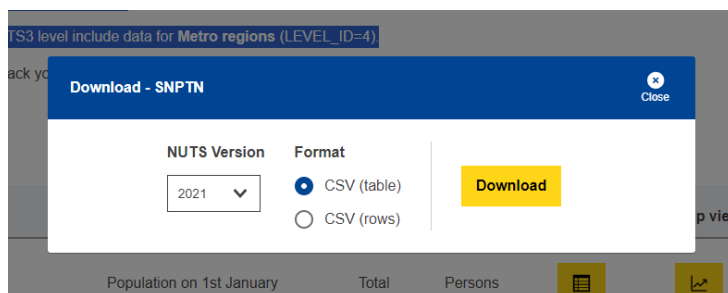 TS3 level include data for Metro regions (LEVEL_ID=4).
ack yo
Download - SNPTN
Close
NUTS Version
Format
2021
CSV (table)
CSV (rows)
Download
p vie
Population on 1st January
Total
Persons